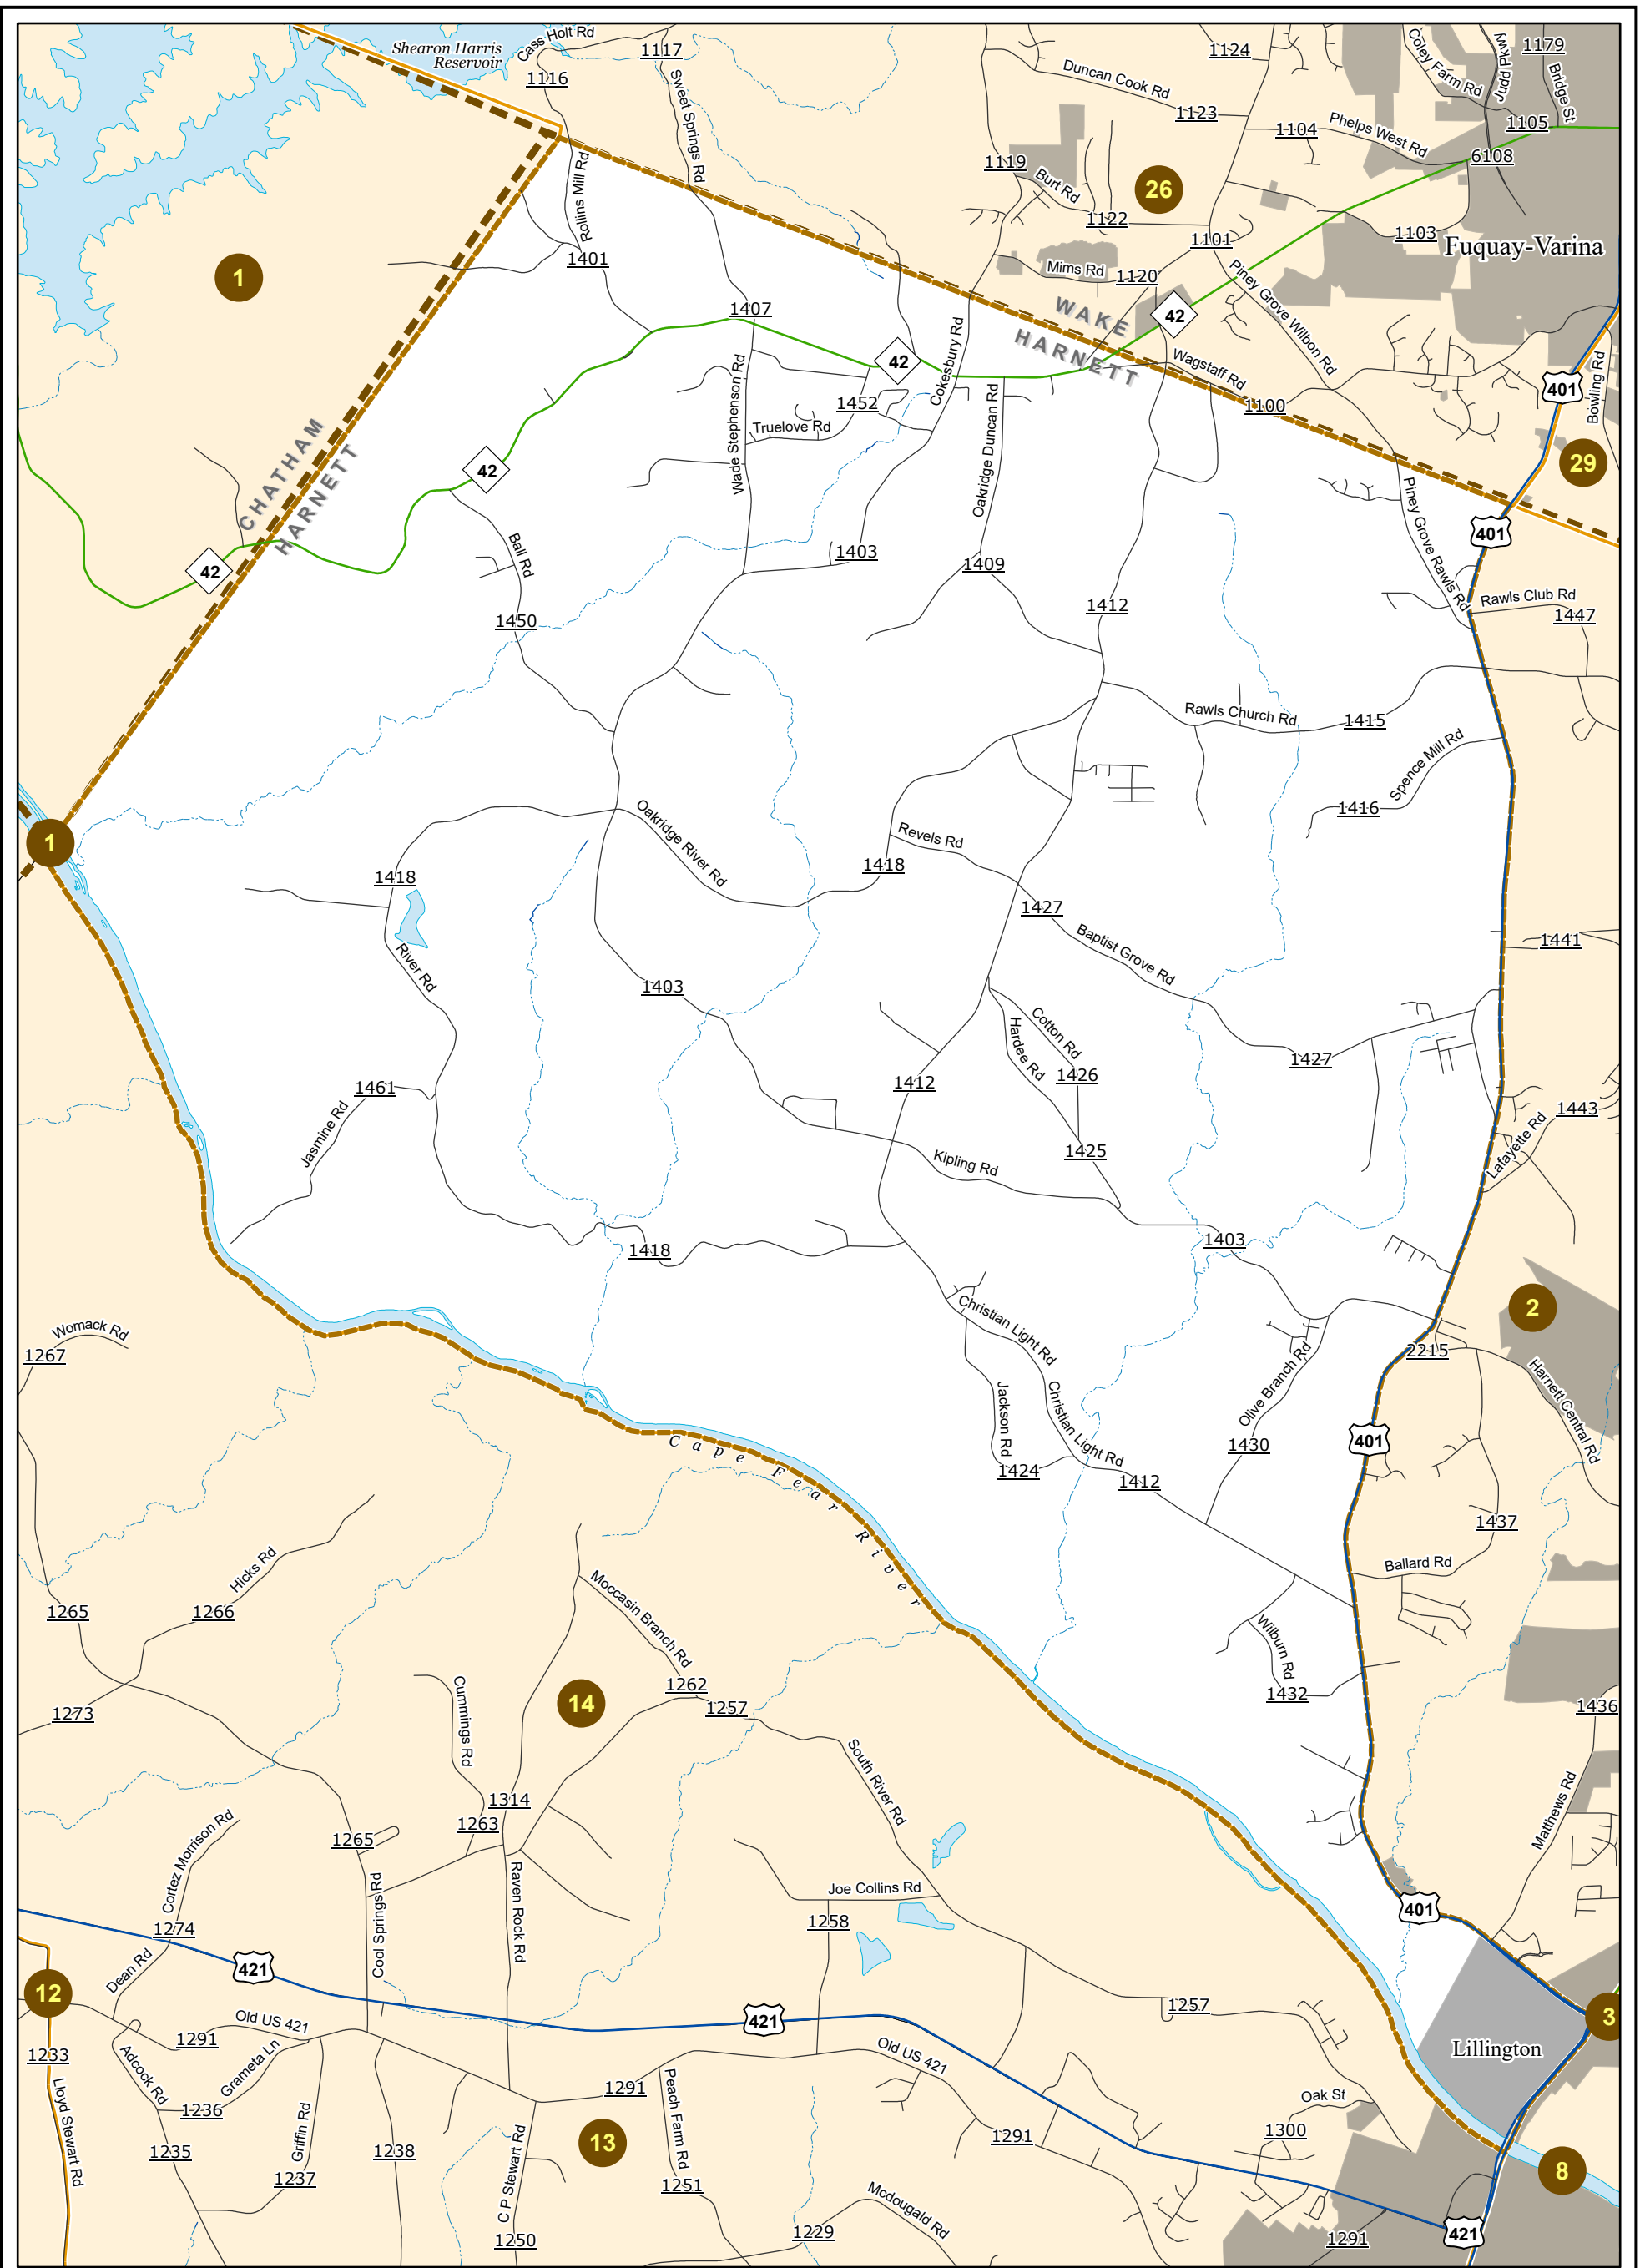 Shearon Harris
Reservoir
Cass Holt Rd
1116
1117
Sweet Springs Rd
1124
Duncan Cook Rd
1123
1104
Phelps West Rd
Coley Farm Rd
Judd Pkwy
1179
Bridge St
1105
6108
1119
Burt Rd
26
1122
1101
1103
Fuquay-Varina
Rollins Mill Rd
1401
1
Mims Rd
1120
Piney Grove Wilbon Rd
42
WAKE
HARNETT
1407
42
Cokesbury Rd
Wagstaff Rd
1100
401
Bowling Rd
29
Wade Stephenson Rd
1452
Truelove Rd
Oakridge Duncan Rd
CHATHAM
HARNETT
42
42
Ball Rd
1450
1403
1409
1412
Piney Grove Rawls Rd
401
Rawls Club Rd
1447
Rawls Church Rd
1415
Spence Mill Rd
1416
1
Oakridge River Rd
Revels Rd
1418
1418
1427
Baptist Grove Rd
1441
River Rd
1403
Cotton Rd
Hardee Rd
1426
1427
1412
1461
Jasmine Rd
1425
1443
Lafayette Rd
Kipling Rd
1403
1418
Christian Light Rd
2
2215
Womack Rd
1267
Harnett Central Rd
Olive Branch Rd
Jackson Rd
Christian Light Rd
1430
401
1424
1412
Cape Fear River
1437
Ballard Rd
Hicks Rd
1265
1266
Moccasin Branch Rd
Wilburn Rd
1432
1262
1257
14
Cummings Rd
1273
1436
South River Rd
Matthews Rd
1314
1263
1265
Cortez Morrison Rd
Joe Collins Rd
1258
401
Raven Rock Rd
Cool Springs Rd
1274
Dean Rd
421
12
421
1257
3
Old US 421
1291
Old US 421
Lillington
1233
Adcock Rd
Grameta Ln
1236
Lloyd Stewart Rd
1291
Peach Farm Rd
Oak St
1300
1291
Griffin Rd
1235
1237
1238
13
C P Stewart Rd
1251
8
Mcdougald Rd
1250
1229
1291
421